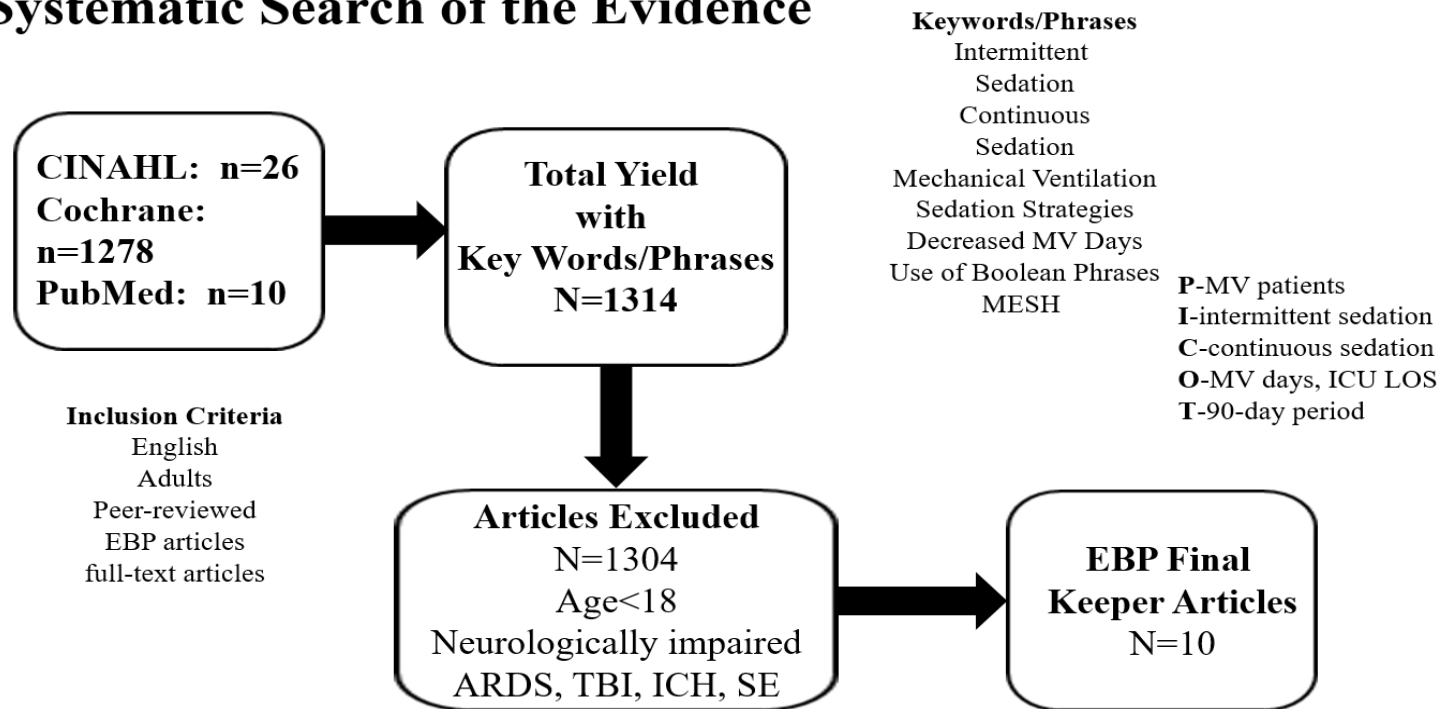 Systematic Search of the Evidence
CINAHL: n=26
Cochrane:
n=1278
PubMed: n=10
Total Yield
with
Key Words/Phrases
N=1314
Keywords/Phrases
Intermittent
Sedation
Continuous
Sedation
Mechanical Ventilation
Sedation Strategies
Decreased MV Days
Use of Boolean Phrases
MESH
P-MV patients
I-intermittent sedation
C-continuous sedation
O-MV days, ICU LOS
T-90-day period
Inclusion Criteria
English
Adults
Peer-reviewed
EBP articles
full-text articles
Articles Excluded
N=1304
Age<18
Neurologically impaired
ARDS, TBI, ICH, SE
EBP Final
Keeper Articles
N=10